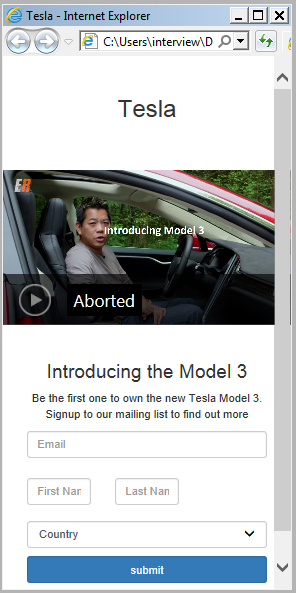 Tesla - Internet Explorer
C:\Users\interview\D
Tesla
ER
Introducing Model 3
Aborted
Introducing the Model 3
Be the first one to own the new Tesla Model 3.
Signup to our mailing list to find out more
Email
First Nar
Last Nam
Country
submit